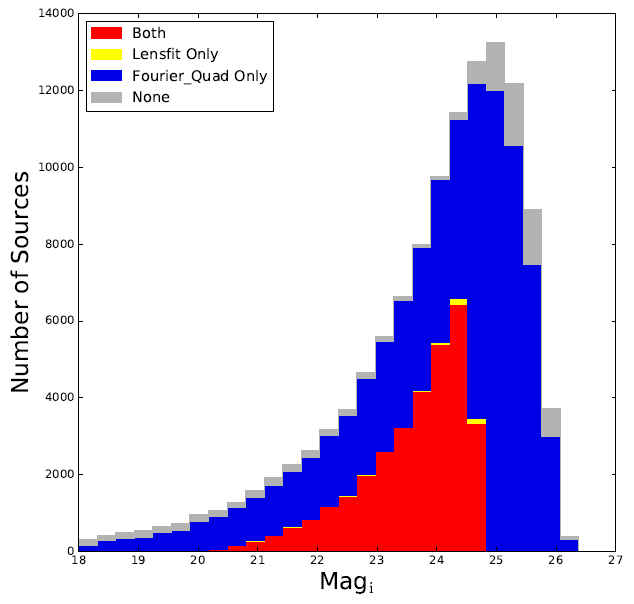 14000
12000
10000
8000
6000
4000
2000
0
Number of Sources
Both
Lensfit Only
Fourier_Quad Only
None
18 19 20 21 22 23 24 25 26 27
Mag i